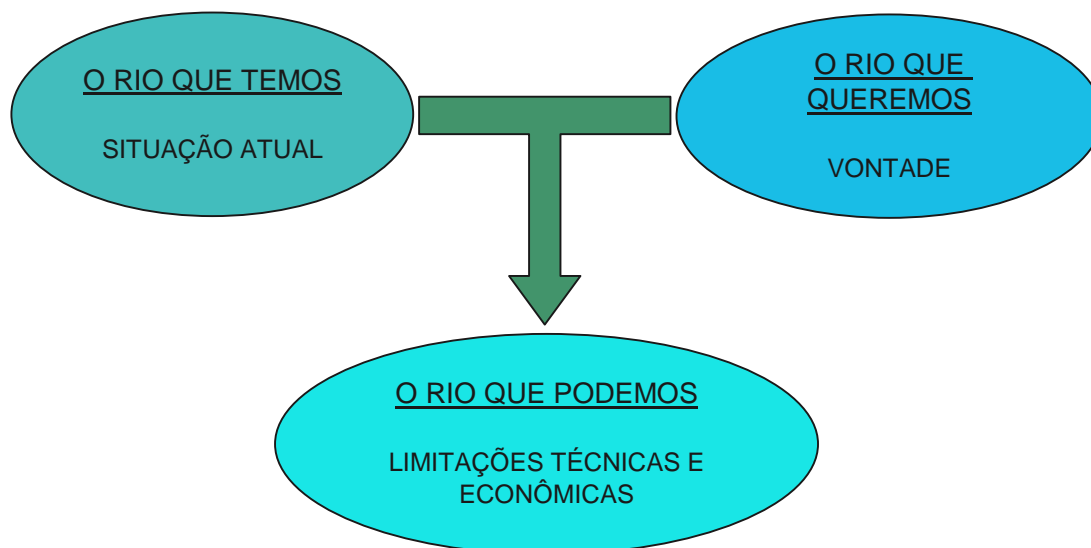 O RIO QUE TEMOS
SITUAÇÃO ATUAL
O RIO QUE
QUEREMOS
VONTADE
O RIO QUE PODEMOS
LIMITAÇÕES TÉCNICAS E
ECONÔMICAS